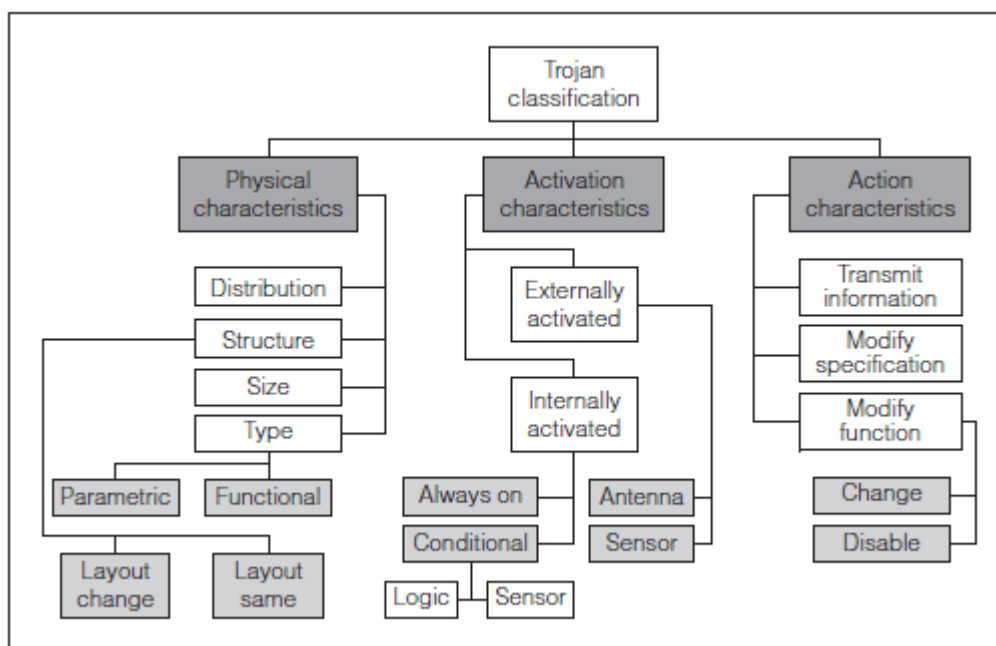 Trojan
classification
Physical
characteristics
Activation
characteristics
Action
characteristics
Distribution
Structure
Size
Type
Parametric
Functional
Layout
change
Layout
same
Externally
activated
Internally
activated
Always on
Conditional
Logic
Sensor
Antenna
Sensor
Transmit
information
Modify
specification
Modify
function
Change
Disable